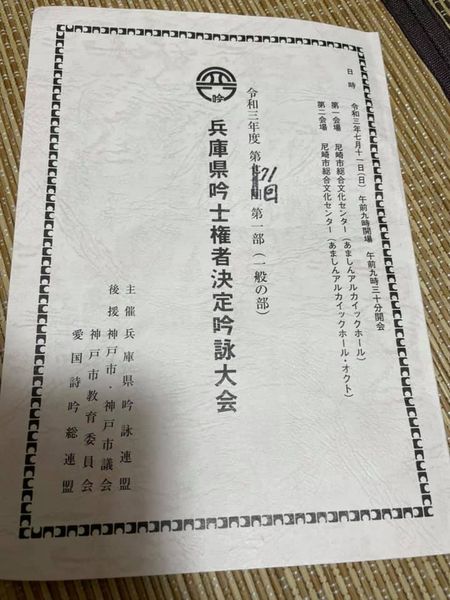 日時　令和三年七月十一日(日)　午前九時開場　午前九時三十分開会
第一会場　尼崎市総合文化センター(あましんアルカイックホール)
第二会場　尼崎市総合文化センター(あましんアルカイックホール・オクト)
吟
令和三年度 第71回 第一部(一般の部)
兵庫県吟士権者決定吟詠大会
主催 兵庫県吟詠連盟
後援 神戸市・神戸市議会
神戸市教育委員会
愛国詩吟総連盟